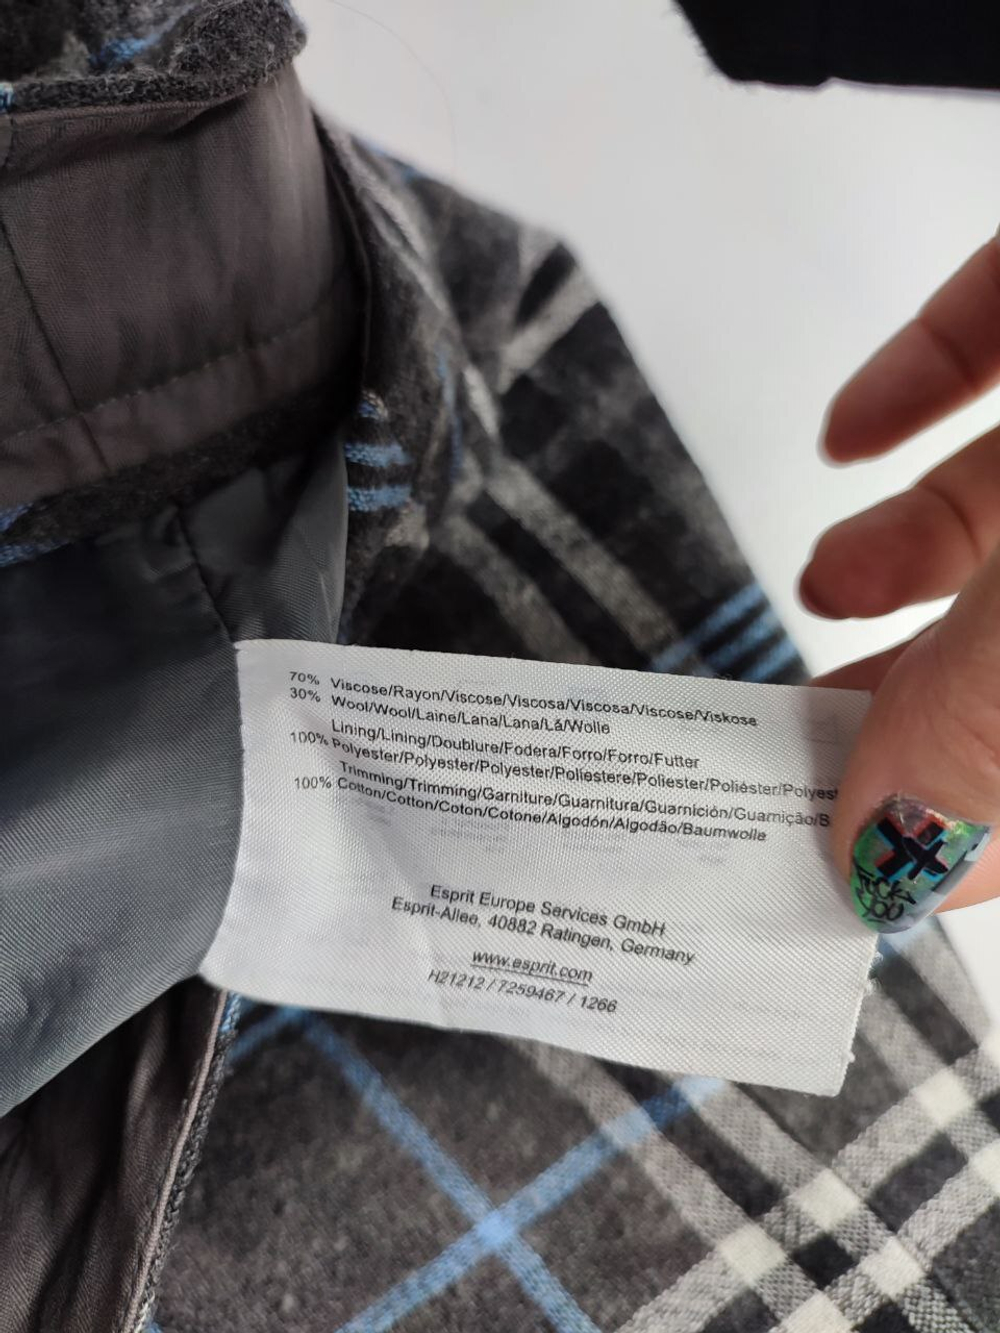 70% Viscose/Rayon/Viscose/Viscosa/Viscosa/Viscose/Viskose
30% Wool/Wool/Laine/Lana/Lana/Lã/Wolle
Lining/Lining/Doublure/Fodera/Forro/Forro/Futter
100% Polyester/Polyester/Polyester/Poliestere/Poliester/Poliéster/Polyest
Trimming/Trimming/Garniture/Guarnitura/Guarnición/Guarnição/B
100% Cotton/Cotton/Coton/Cotone/Algodón/Algodão/Baumwolle
Esprit Europe Services GmbH
Esprit-Allee, 40882 Ratingen, Germany
www.esprit.com
H21212 / 7259467 / 1266
FUCK
YOU